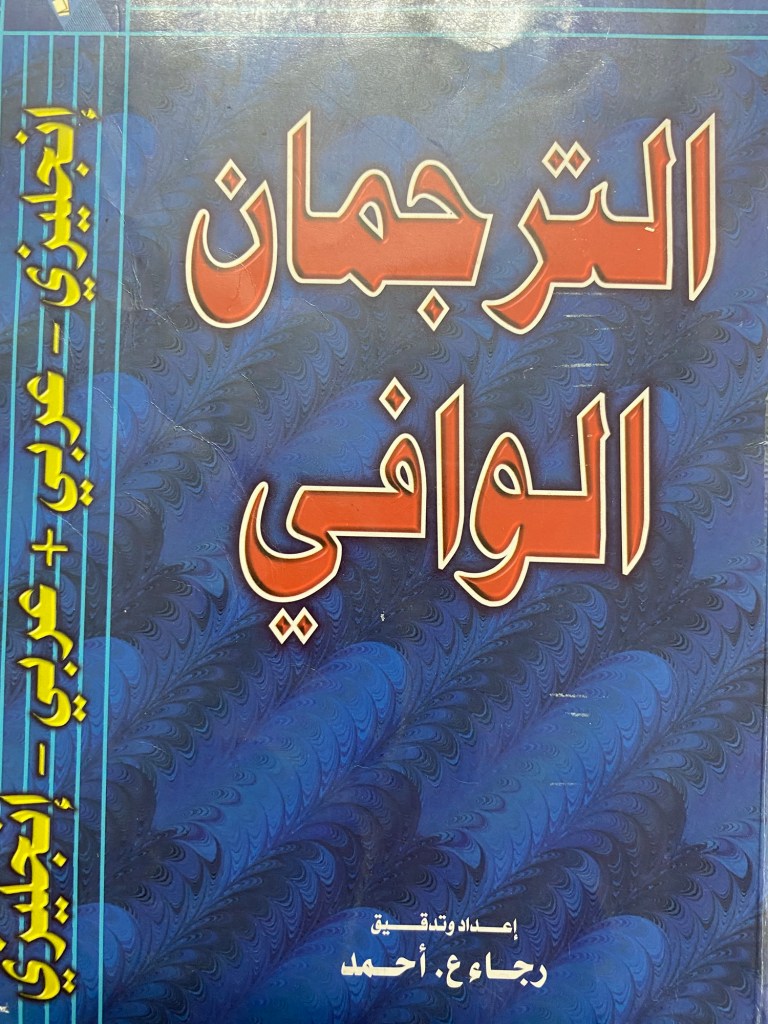 الترجمان
الوافي
إنجليزي - عربي + عربي - إنجليزي
إعداد وتدقيق
رجاء ع. أحمد